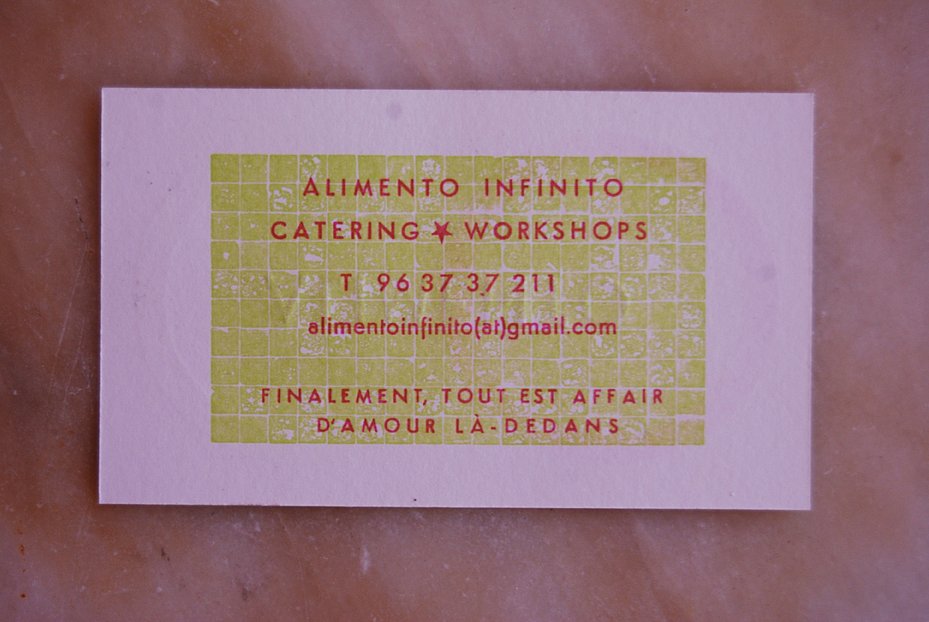 ALIMENTO INFINITO
CATERING ★ WORKSHOPS
T 96 37 37 211
alimentoinfinito(at)gmail.com
FINALEMENT, TOUT EST AFFAIR
D'AMOUR LÀ-DEDANS